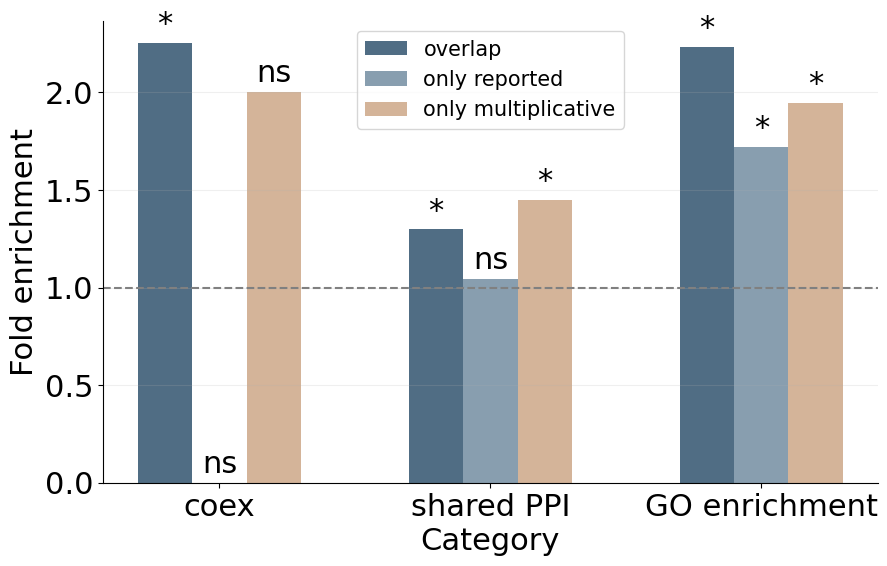 * 
ns
ns
*
ns
*
*
*
*
overlap
only reported
only multiplicative
2.0
1.5
1.0
0.5
0.0
Fold enrichment
coex
shared PPI
GO enrichment
Category